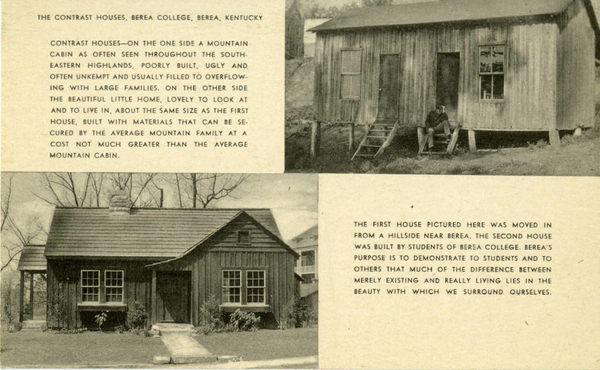 THE CONTRAST HOUSES, BEREA COLLEGE, BEREA, KENTUCKY
CONTRAST HOUSES—ON THE ONE SIDE A MOUNTAIN
CABIN AS OFTEN SEEN THROUGHOUT THE SOUTH-
EASTERN HIGHLANDS, POORLY BUILT, UGLY AND
OFTEN UNKEMPT AND USUALLY FILLED TO OVERFLOW-
ING WITH LARGE FAMILIES. ON THE OTHER SIDE
THE BEAUTIFUL LITTLE HOME, LOVELY TO LOOK AT
AND TO LIVE IN, ABOUT THE SAME SIZE AS THE FIRST
HOUSE, BUILT WITH MATERIALS THAT CAN BE SE-
CURED BY THE AVERAGE MOUNTAIN FAMILY AT A
COST NOT MUCH GREATER THAN THE AVERAGE
MOUNTAIN CABIN.
THE FIRST HOUSE PICTURED HERE WAS MOVED IN
FROM A HILLSIDE NEAR BEREA. THE SECOND HOUSE
WAS BUILT BY STUDENTS OF BEREA COLLEGE. BEREA'S
PURPOSE IS TO DEMONSTRATE TO STUDENTS AND TO
OTHERS THAT MUCH OF THE DIFFERENCE BETWEEN
MERELY EXISTING AND REALLY LIVING LIES IN THE
BEAUTY WITH WHICH WE SURROUND OURSELVES.